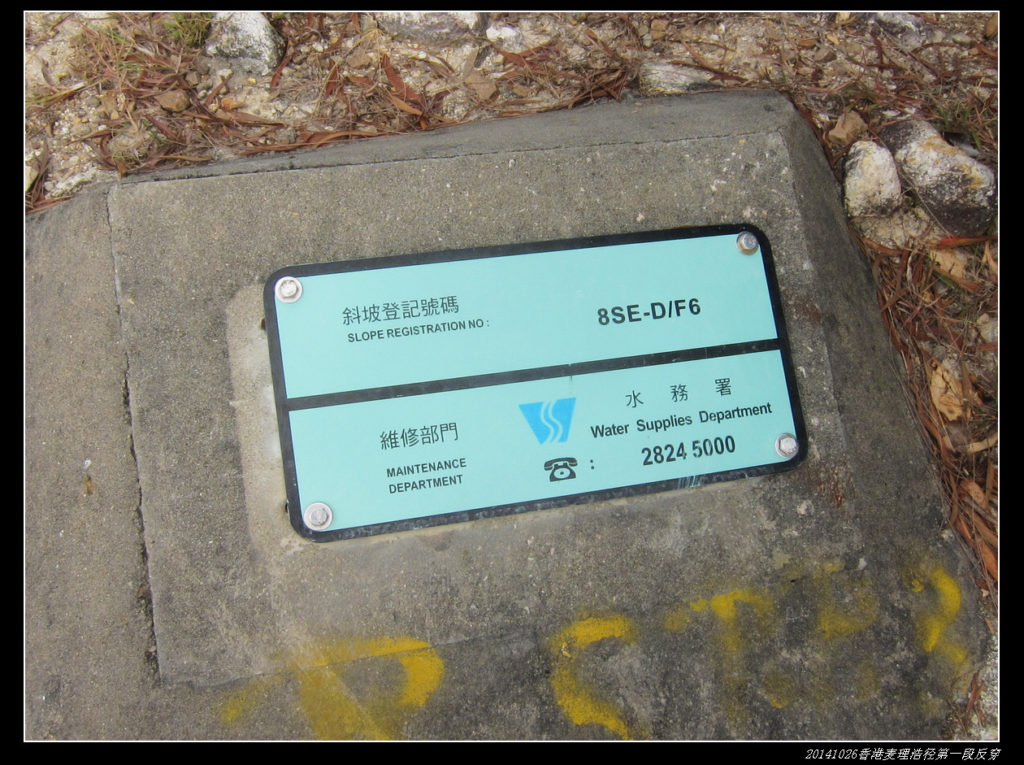 斜坡登記號碼
SLOPE REGISTRATION NO :
8SE-D/F6
維修部門
MAINTENANCE
DEPARTMENT
水務署
Water Supplies Department
: 2824 5000
20141026香港麦理浩径第一段反穿